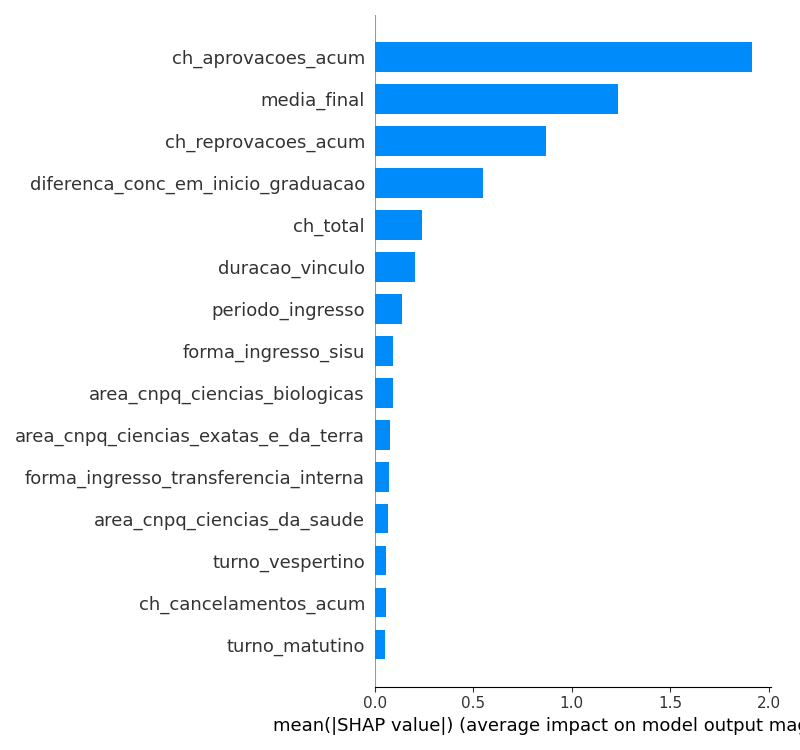 ch_aprovacoes_acum
media_final
ch_reprovacoes_acum
diferenca_conc_em_inicio_graduacao
ch_total
duracao_vinculo
periodo_ingresso
forma_ingresso_sisu
area_cnpq_ciencias_biologicas
area_cnpq_ciencias_exatas_e_da_terra
forma_ingresso_transferencia_interna
area_cnpq_ciencias_da_saude
turno_vespertino
ch_cancelamentos_acum
turno_matutino
0.0 0.5 1.0 1.5 2.0
mean(|SHAP value|) (average impact on model output mag